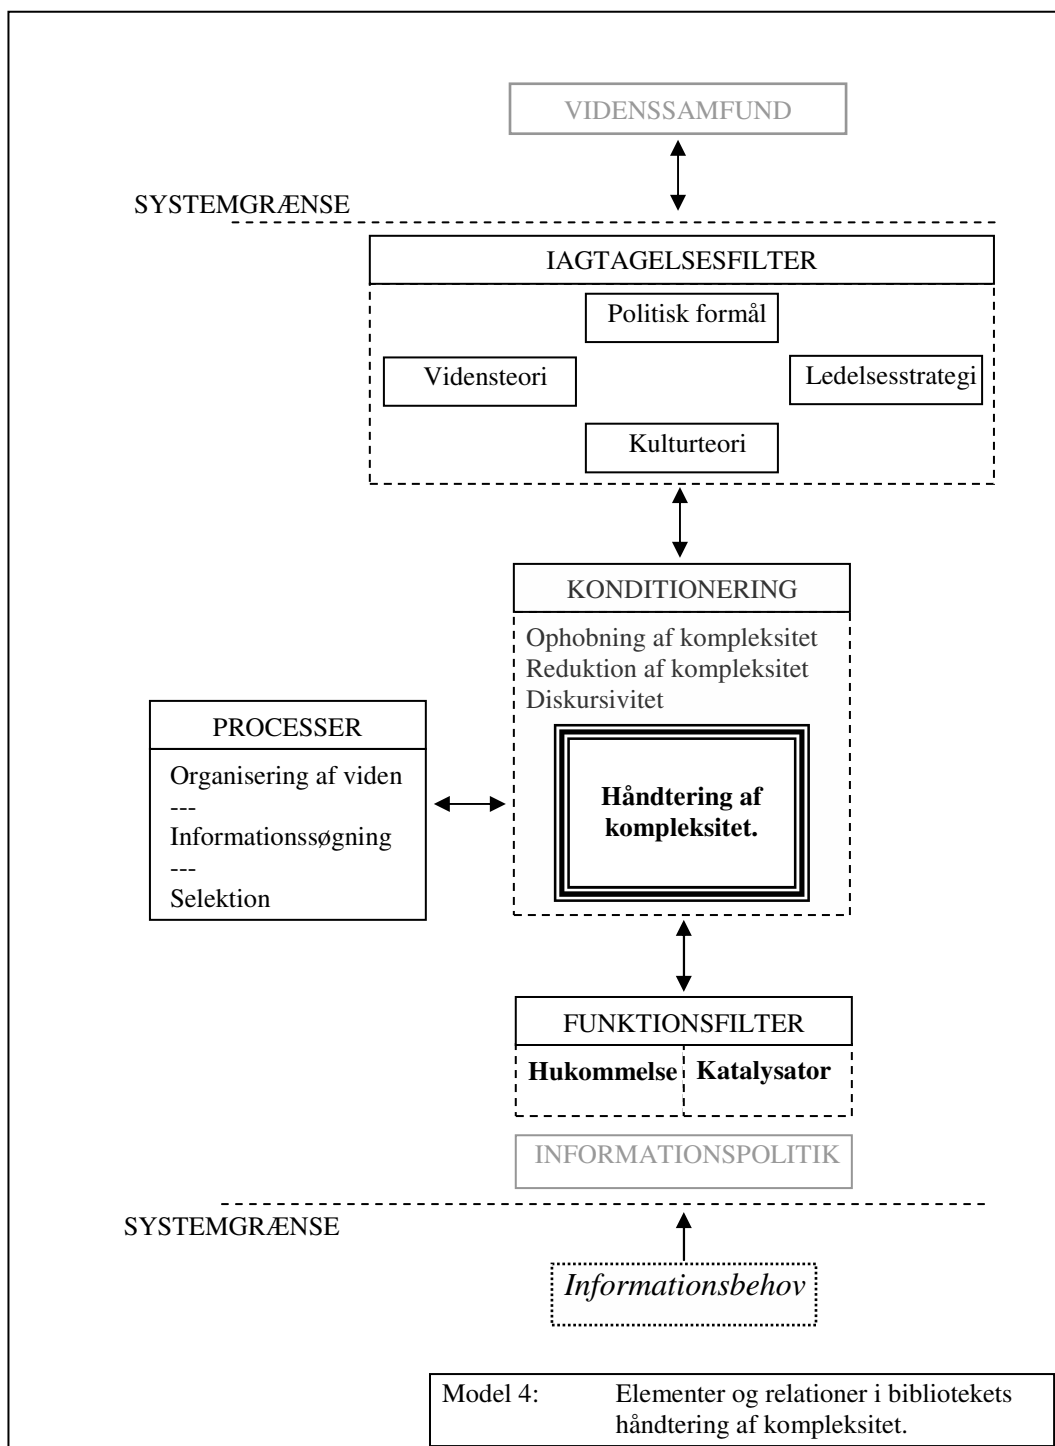 VIDENSSAMFUND
SYSTEMGRÆNSE
IAGTAGELSESFILTER
Politisk formål
Vidensteori
Ledelsesstrategi
Kulturteori
KONDITIONERING
Ophobning af kompleksitet
Reduktion af kompleksitet
Diskursivitet
Håndtering af
kompleksitet.
PROCESSER
Organisering af viden
---
Informationssøgning
---
Selektion
FUNKTIONSFILTER
Hukommelse Katalysator
INFORMATIONSPOLITIK
SYSTEMGRÆNSE
Informationsbehov
Model 4: Elementer og relationer i bibliotekets
håndtering af kompleksitet.